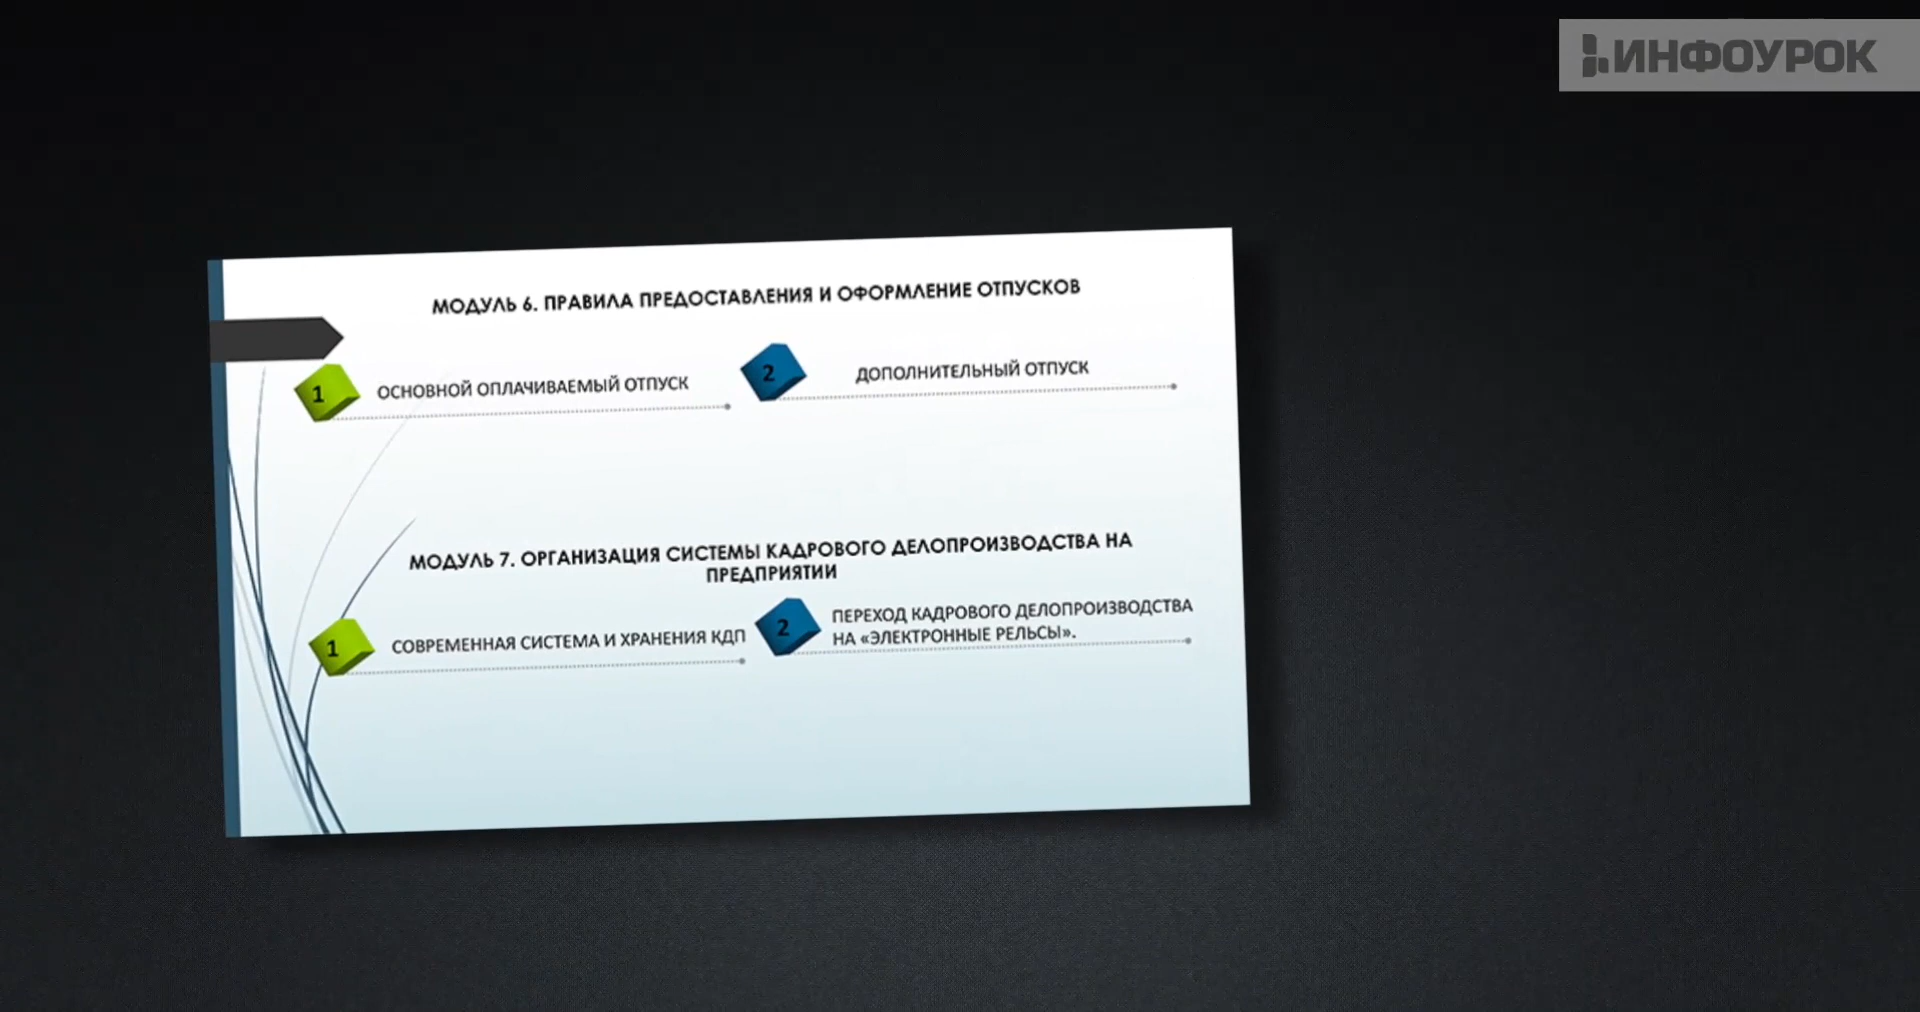 ИНФОУРОК
МОДУЛЬ 6. ПРАВИЛА ПРЕДОСТАВЛЕНИЯ И ОФОРМЛЕНИЕ ОТПУСКОВ
1
ОСНОВНОЙ ОПЛАЧИВАЕМЫЙ ОТПУСК
2
ДОПОЛНИТЕЛЬНЫЙ ОТПУСК
МОДУЛЬ 7. ОРГАНИЗАЦИЯ СИСТЕМЫ КАДРОВОГО ДЕЛОПРОИЗВОДСТВА НА
ПРЕДПРИЯТИИ
1
СОВРЕМЕННАЯ СИСТЕМА И ХРАНЕНИЯ КДП
2
ПЕРЕХОД КАДРОВОГО ДЕЛОПРОИЗВОДСТВА
НА «ЭЛЕКТРОННЫЕ РЕЛЬСЫ».